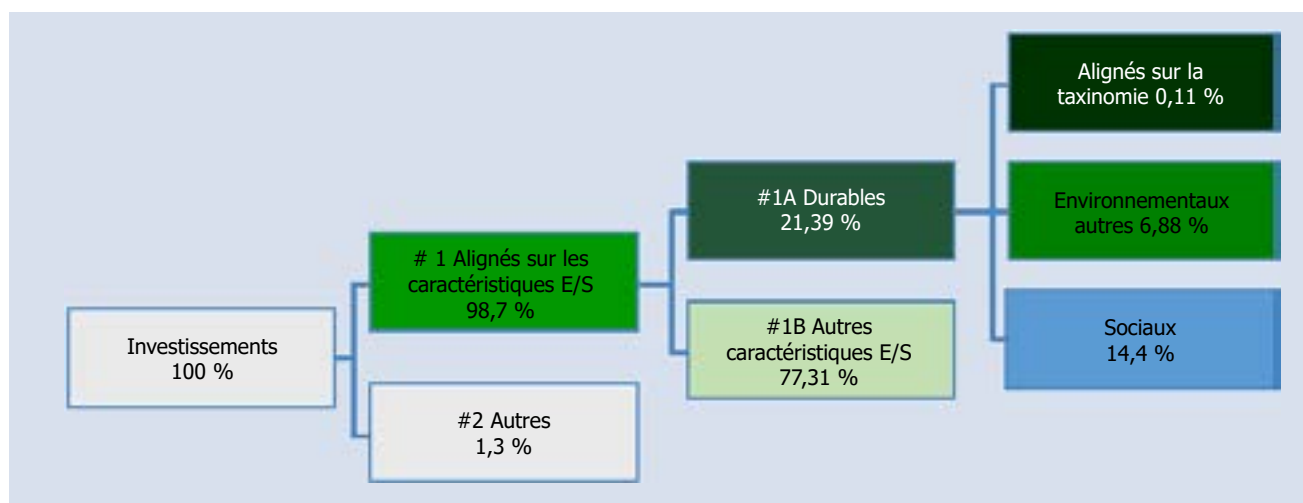 Investissements
100 %
# 1 Alignés sur les
caractéristiques E/S
98,7 %
#2 Autres
1,3 %
#1A Durables
21,39 %
#1B Autres
caractéristiques E/S
77,31 %
Alignés sur la
taxinomie 0,11 %
Environnementaux
autres 6,88 %
Sociaux
14,4 %